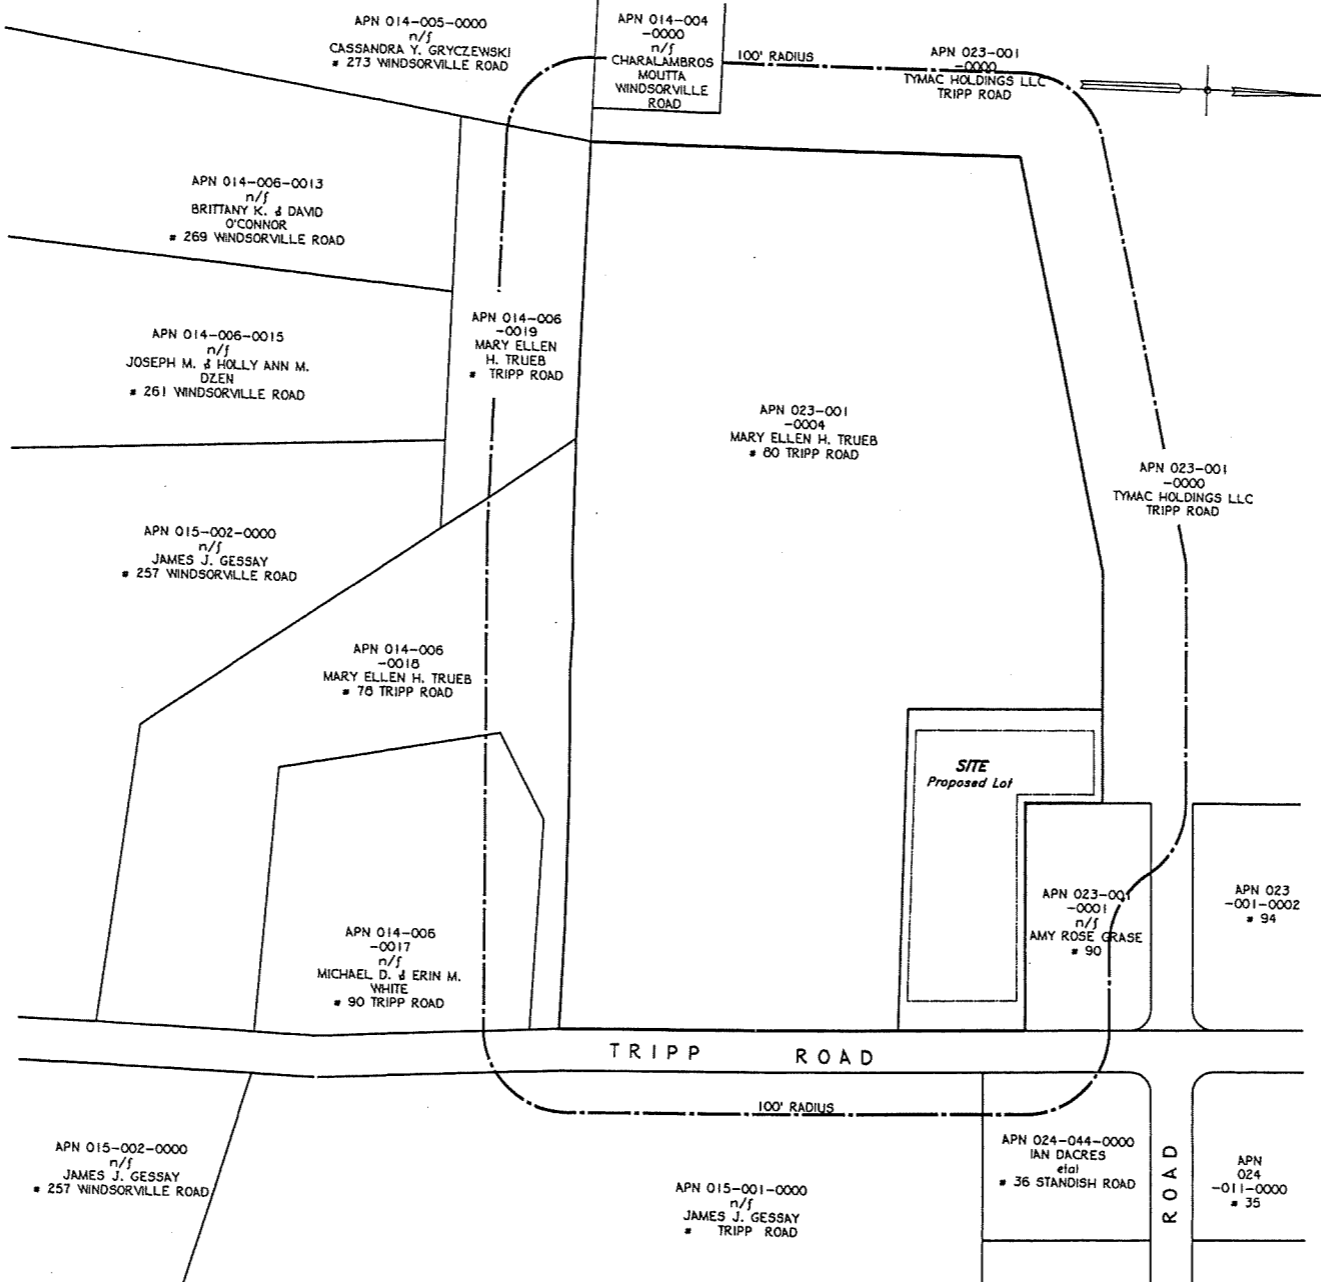 APN 014-005-0000
n/f
CASSANDRA Y. GRYCZEWSKI
# 273 WINDSORVILLE ROAD
APN 014-004
-0000
n/f
CHARALAMBROS
MOUTTA
WINDSORVILLE
ROAD
100' RADIUS
APN 023-001
-0000
TYMAC HOLDINGS LLC
TRIPP ROAD
APN 014-006-0013
n/f
BRITTANY K. & DAVID
O'CONNOR
# 269 WINDSORVILLE ROAD
APN 014-006-0015
n/f
JOSEPH M. & HOLLY ANN M.
DZEN
# 261 WINDSORVILLE ROAD
APN 014-006
-0019
MARY ELLEN
H. TRUEB
# TRIPP ROAD
APN 023-001
-0004
MARY ELLEN H. TRUEB
# 80 TRIPP ROAD
APN 023-001
-0000
TYMAC HOLDINGS LLC
TRIPP ROAD
APN 015-002-0000
n/f
JAMES J. GESSAY
# 257 WINDSORVILLE ROAD
APN 014-006
-0018
MARY ELLEN H. TRUEB
# 78 TRIPP ROAD
SITE
Proposed Lot
APN 014-006
-0017
n/f
MICHAEL D. & ERIN M.
WHITE
# 90 TRIPP ROAD
APN 023-001
-0001
n/f
AMY ROSE GRASE
# 90
APN 023
-001-0002
# 94
TRIPP ROAD
100' RADIUS
APN 015-002-0000
n/f
JAMES J. GESSAY
# 257 WINDSORVILLE ROAD
APN 015-001-0000
n/f
JAMES J. GESSAY
# TRIPP ROAD
APN 024-044-0000
IAN DACRES
etal
# 36 STANDISH ROAD
ROAD
APN
024
-011-0000
# 35